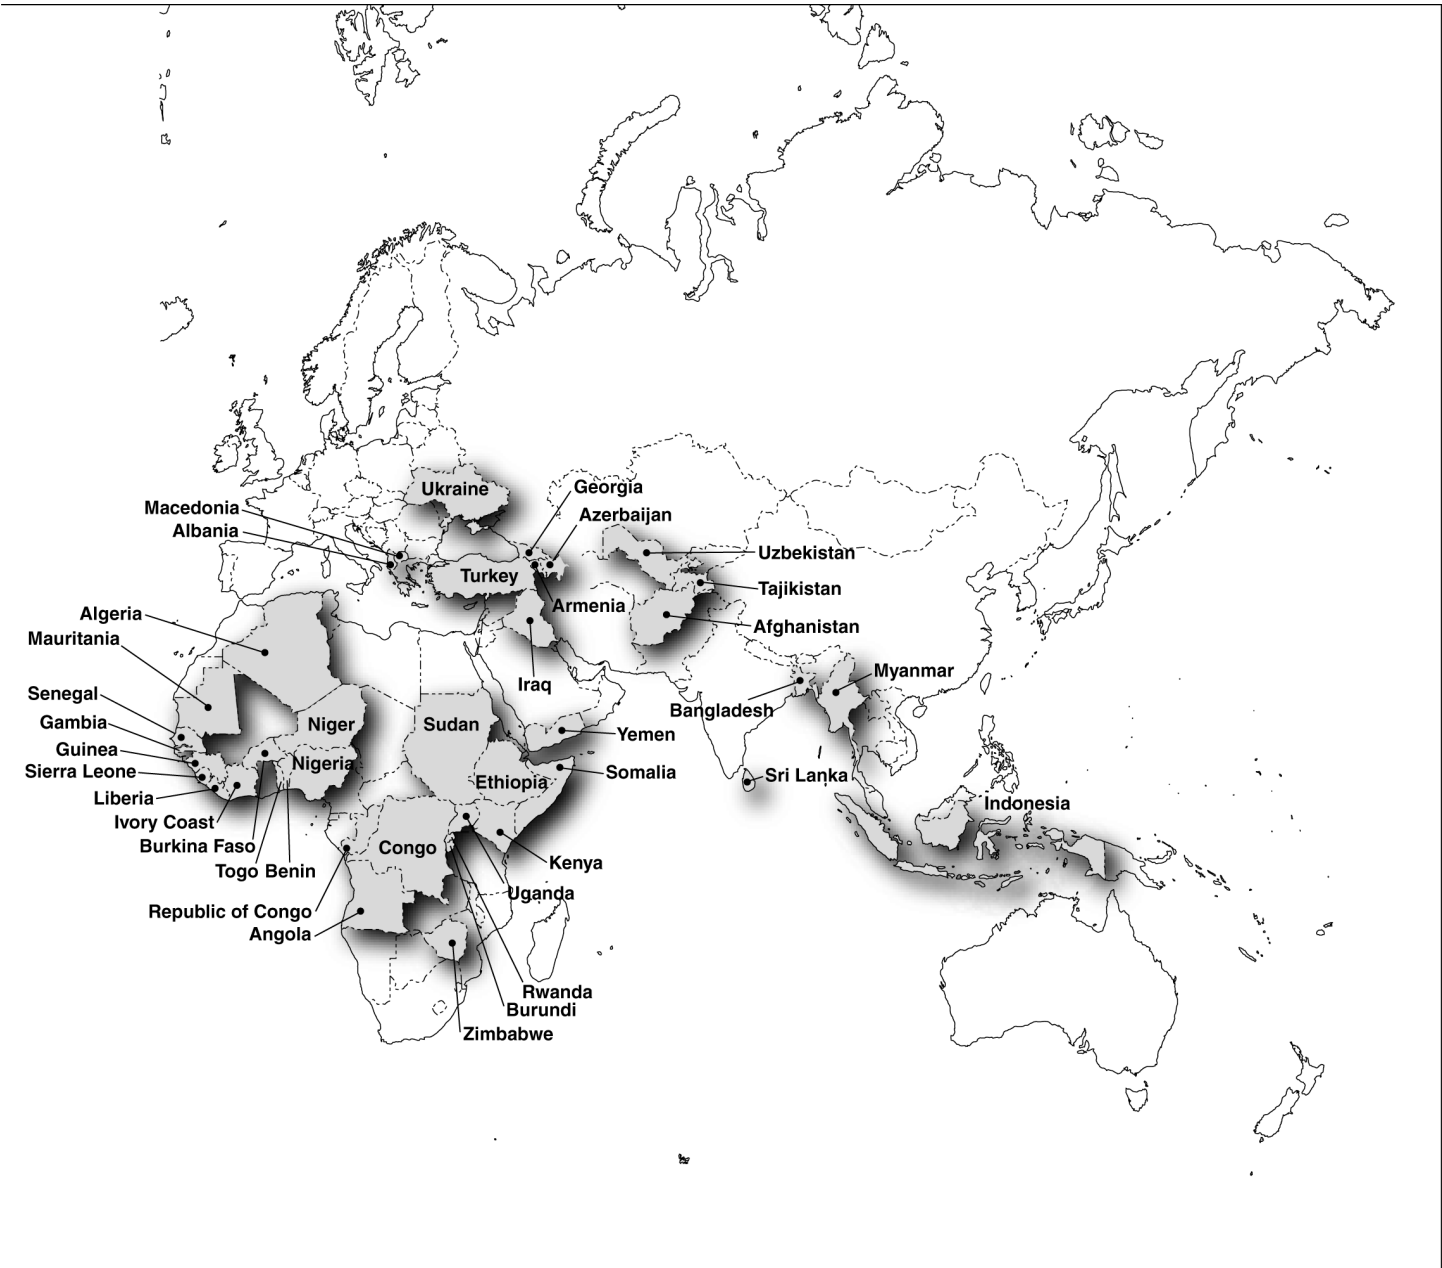 Ukraine
Georgia
Macedonia
Azerbaijan
Albania
Uzbekistan
Turkey
Tajikistan
Armenia
Algeria
Afghanistan
Mauritania
Myanmar
Iraq
Senegal
Bangladesh
Gambia
Niger
Sudan
Yemen
Guinea
Nigeria
Sierra Leone
Somalia
Sri Lanka
Ethiopia
Liberia
Indonesia
Ivory Coast
Burkina Faso
Congo
Kenya
Togo
Benin
Uganda
Republic of Congo
Angola
Rwanda
Burundi
Zimbabwe